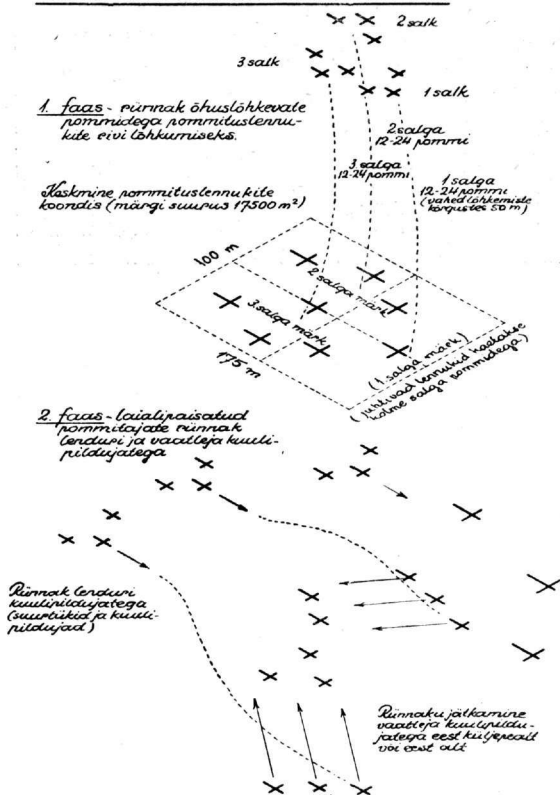 2 salk
3 salk
1 salk
1. faas - rünnak õhuslõhkevate
pommidega pommituslennu-
kite rivi lõhkumiseks.
2 salga
12-24 pommi
3 salga
12-24 pommi
1 salga
12-24 pommi
(vahed lõhkemiste
kõrgustes 50 m)
Keskmine pommituslennukite
koondis (märgi suurus 17500 m²)
100 m
2 salga märk
3 salga märk
175 m
(1 salga märk)
(juhtivad lennukid kaetakse
kolme salga pommidega)
2. faas - laialipaisatud
pommitajate rünnak
lenduri ja vaatleja kuuli-
pildujatega
Rünnak lenduri
kuulipildujatega
(suurtükid ja kuuli-
pildujad)
Rünnaku jätkamine
vaatleja kuulipildu-
jatega eest küljepealt
või eest alt